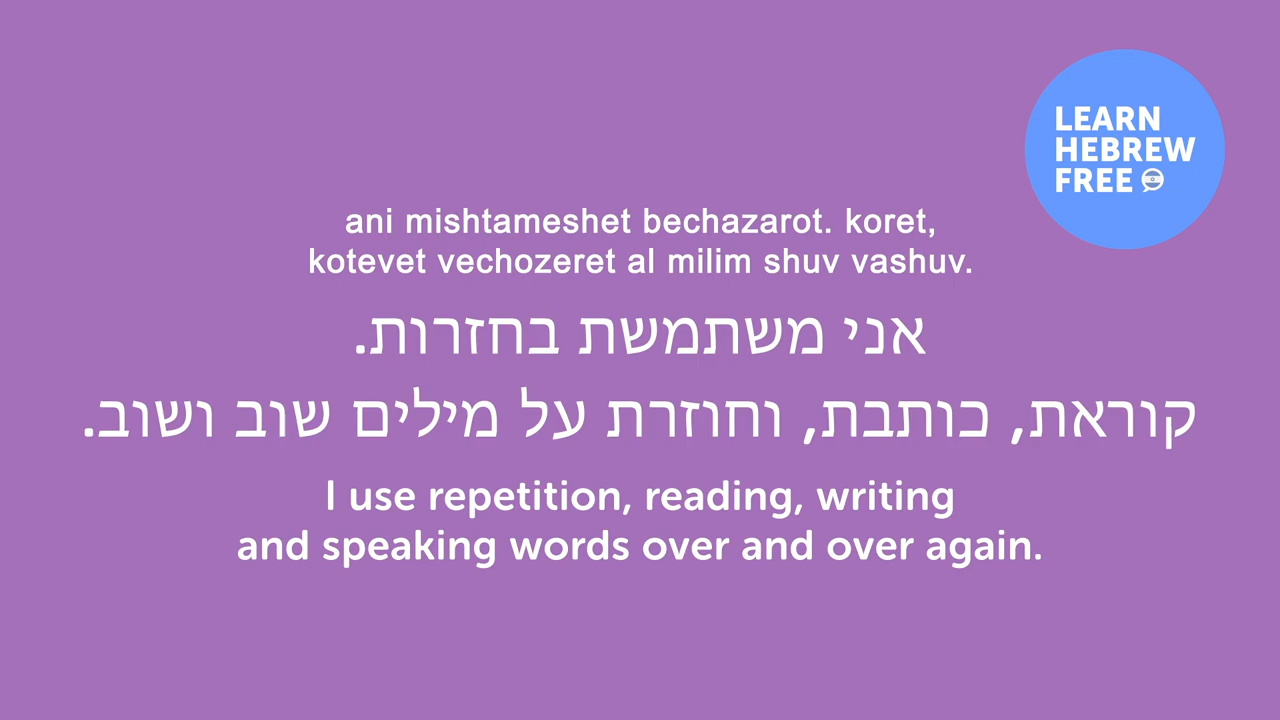 LEARN
HEBREW
FREE
ani mishtameshet bechazarot. koret,
kotevet vechozeret al milim shuv vashuv.
אני משתמשת בחזרות.
קוראת, כותבת, וחוזרת על מילים שוב ושוב.
I use repetition, reading, writing
and speaking words over and over again.